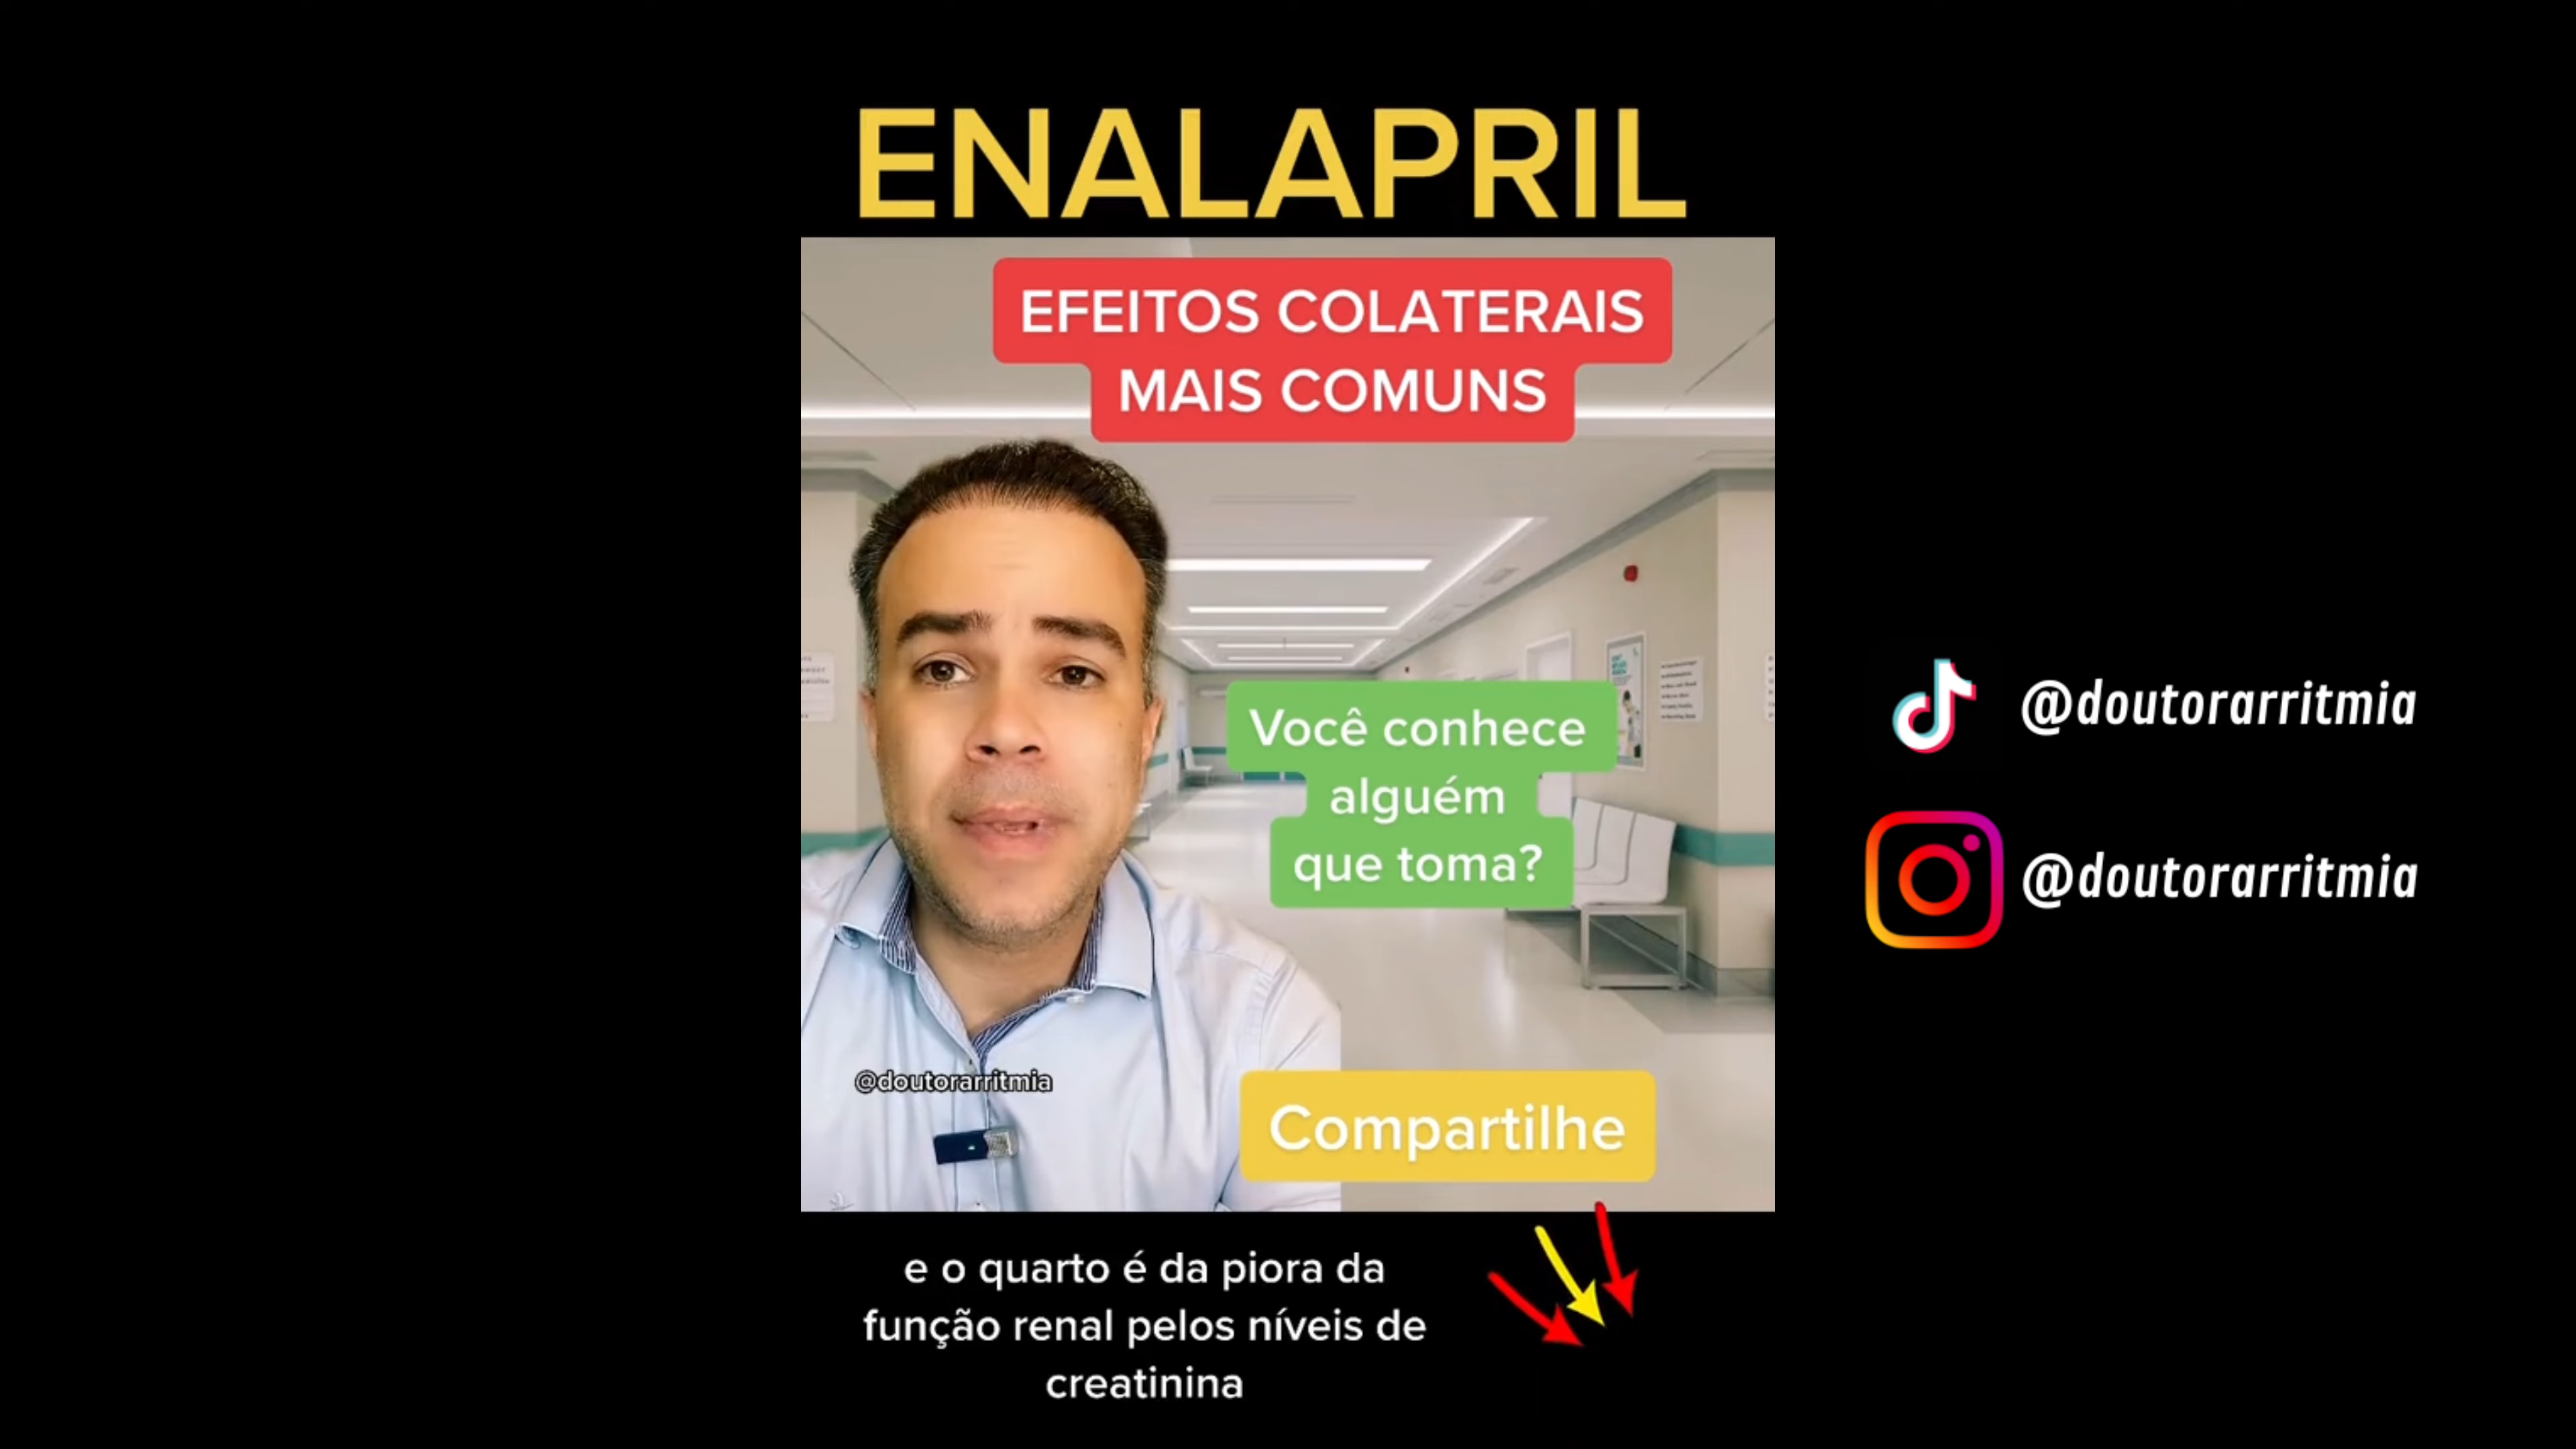 ENALAPRIL
EFEITOS COLATERAIS
MAIS COMUNS
Você conhece
alguém
que toma?
@doutorarritmia
@doutorarritmia
@doutorarritmia
Compartilhe
e o quarto é da piora da
função renal pelos níveis de
creatinina